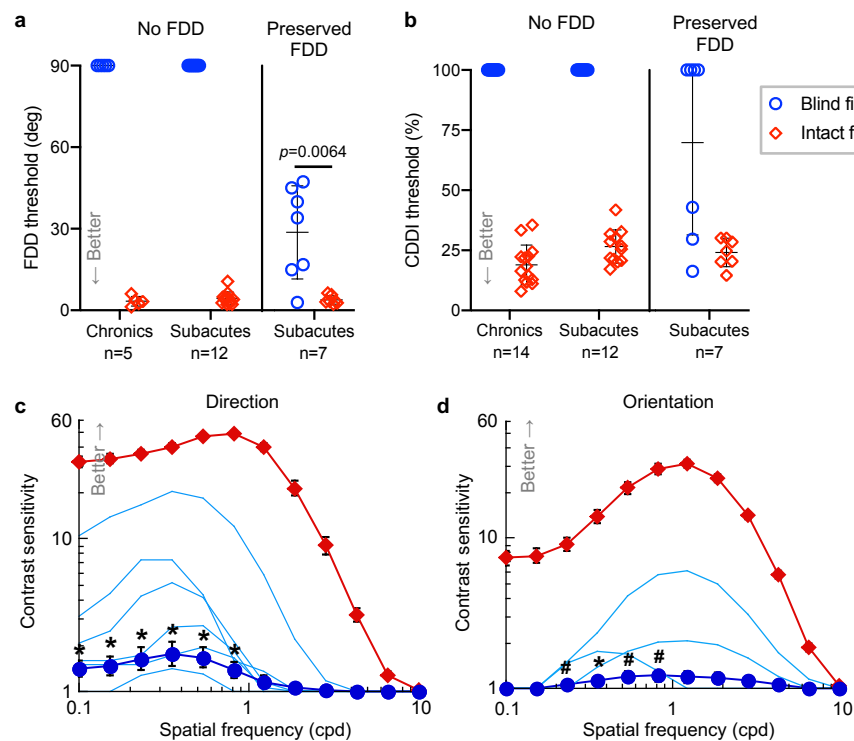 a
No FDD
Preserved
FDD
FDD threshold (deg)
90
60
30
0
← Better
p=0.0064
Chronics
n=5
Subacutes
n=12
Subacutes
n=7
b
No FDD
Preserved
FDD
CDDI threshold (%)
100
75
50
25
0
← Better
Chronics
n=14
Subacutes
n=12
Subacutes
n=7
Blind fi
Intact f
c
Direction
Contrast sensitivity
60
10
1
Better →
* * * * * *
0.1
1
10
Spatial frequency (cpd)
d
Orientation
Contrast sensitivity
60
10
1
Better →
# * # #
0.1
1
10
Spatial frequency (cpd)